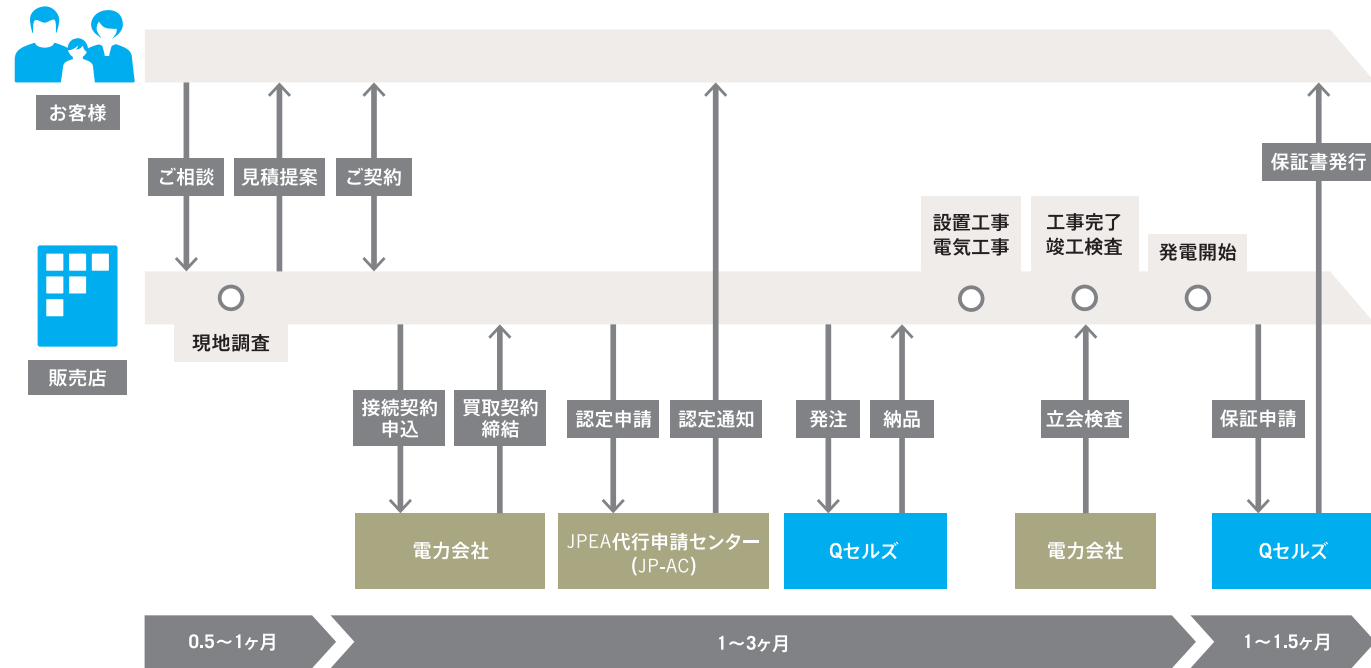 お客様
ご相談
見積提案
ご契約
保証書発行
設置工事
電気工事
工事完了
竣工検査
発電開始
現地調査
販売店
接続契約
申込
買取契約
締結
認定申請
認定通知
発注
納品
立会検査
保証申請
電力会社
JPEA代行申請センター
(JP-AC)
Qセルズ
電力会社
Qセルズ
0.5〜1ヶ月
1〜3ヶ月
1〜1.5ヶ月